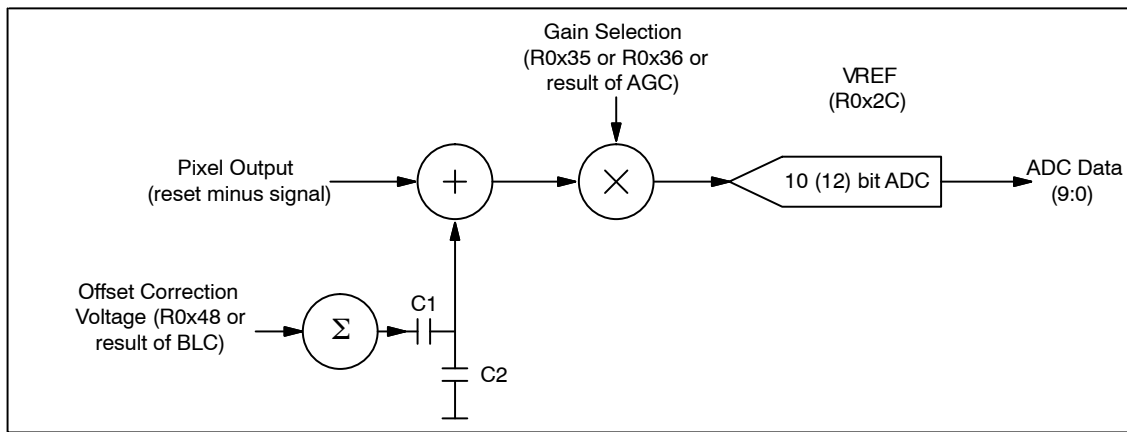 Gain Selection
(R0x35 or R0x36 or
result of AGC)
VREF
(R0x2C)
Pixel Output
(reset minus signal)
+
×
10 (12) bit ADC
ADC Data
(9:0)
Offset Correction
Voltage (R0x48 or
result of BLC)
Σ
C1
C2